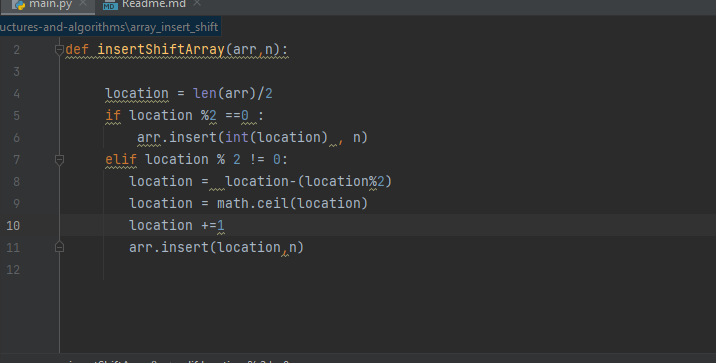 main.py Readme.md
uctures-and-algorithms\array_insert_shift
2 def insertShiftArray(arr,n):
3
4 location = len(arr)/2
5 if location %2 ==0 :
6 arr.insert(int(location) , n)
7 elif location % 2 != 0:
8 location =  location-(location%2)
9 location = math.ceil(location)
10 location +=1
11 arr.insert(location,n)
12